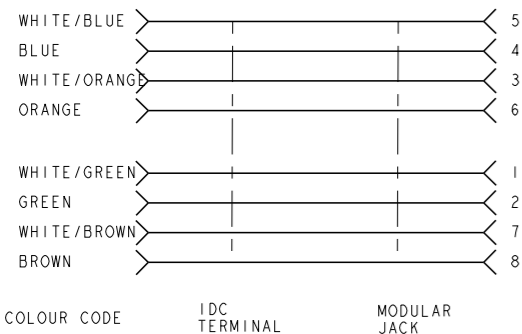 WHITE/BLUE 5
BLUE 4
WHITE/ORANGE 3
ORANGE 6
WHITE/GREEN 1
GREEN 2
WHITE/BROWN 7
BROWN 8
COLOUR CODE
IDC
TERMINAL
MODULAR
JACK